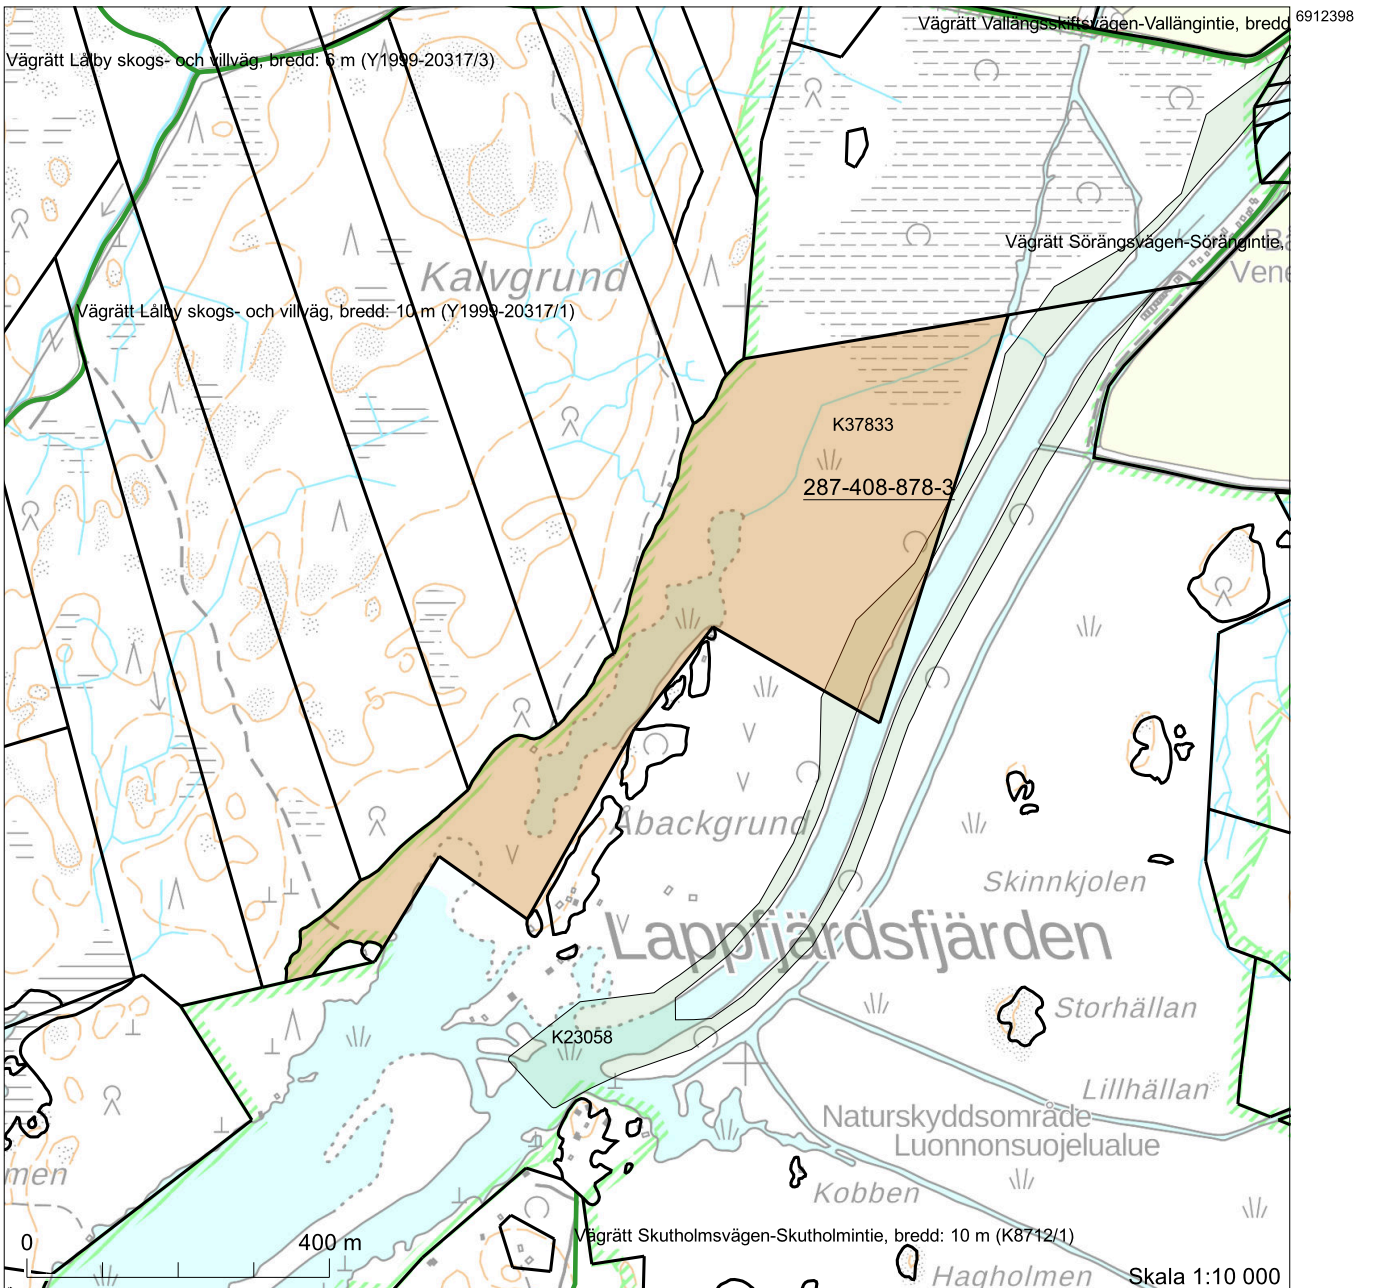 Vägrätt Vallängsskiftsvägen-Vallängintie, bredd
6912398
Vägrätt Lålby skogs- och villväg, bredd: 6 m (Y1999-20317/3)
Vägrätt Sörängsvägen-Sörängintie,
Bå
Vene
Kalvgrund
Vägrätt Lålby skogs- och villväg, bredd: 10 m (Y1999-20317/1)
K37833
287-408-878-3
Åbackgrund
Skinnkjolen
Lappfjärdsfjärden
Storhällan
K23058
Lillhällan
Naturskyddsområde
Luonnonsuojelualue
men
Kobben
Vägrätt Skutholmsvägen-Skutholmintie, bredd: 10 m (K8712/1)
0 400 m
Hagholmen
Skala 1:10 000